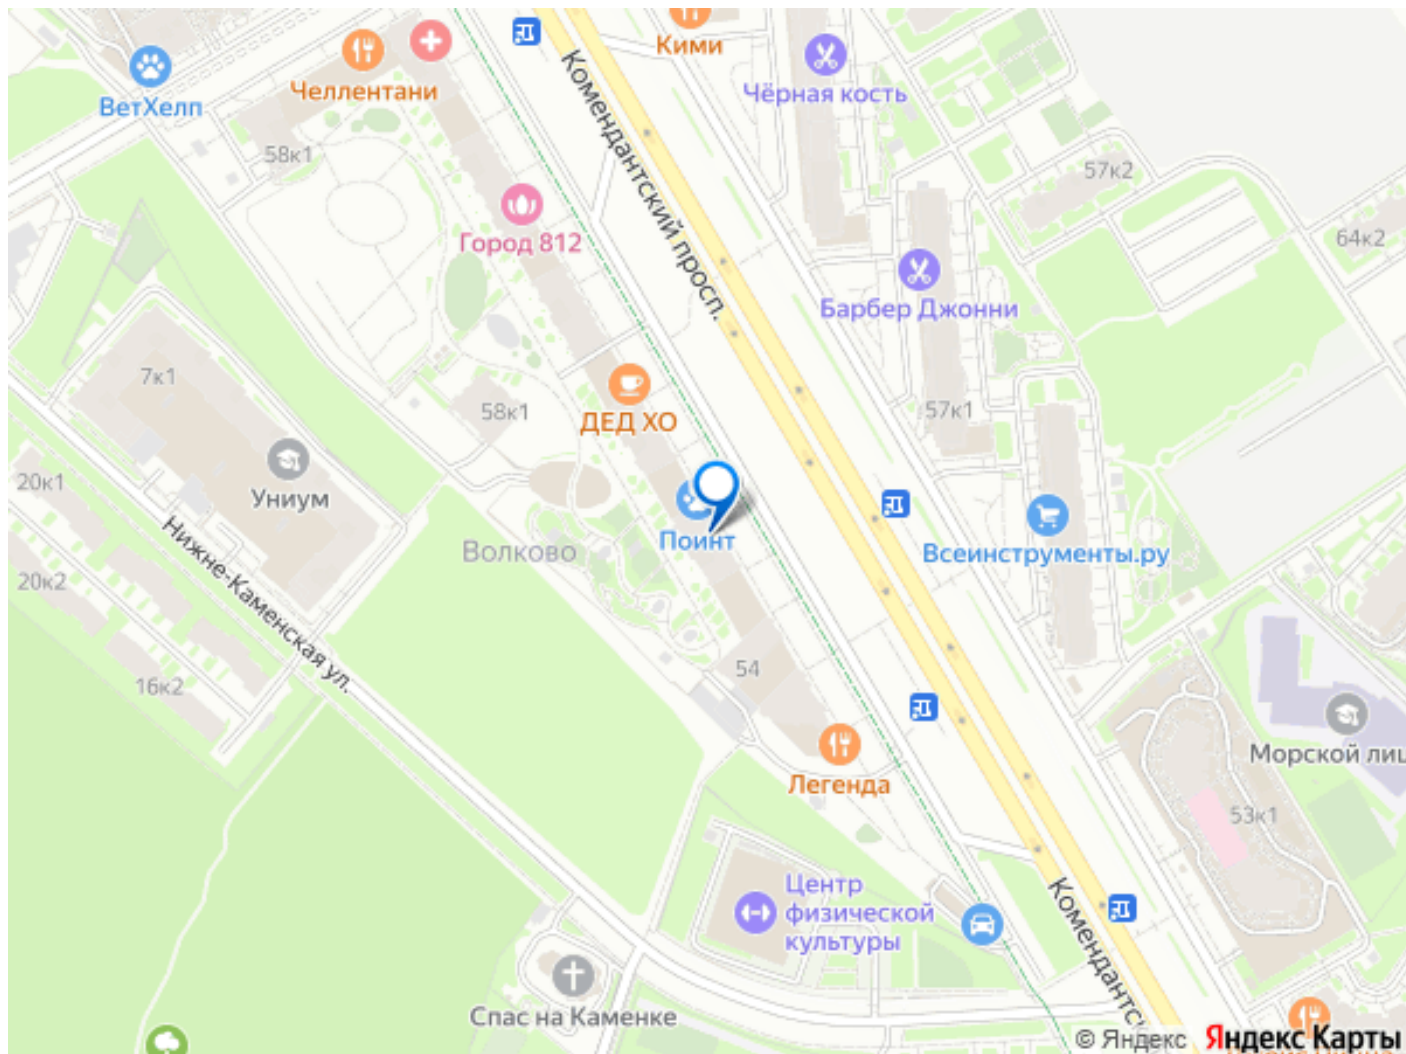 Кими
Челлентани
Чёрная кость
ВетХелп
58к1
57к2
Комендантский просп.
Город 812
64к2
Барбер Джонни
7к1
58к1
ДЕД ХО
57к1
20к1
Униум
Поинт
Волково
Всеинструменты.ру
20к2
Нижне-Каменская ул.
16к2
54
Морской лиц
Легенда
53к1
Центр
физической
культуры
Комендантс
Спас на Каменке
© Яндекс Яндекс Карты